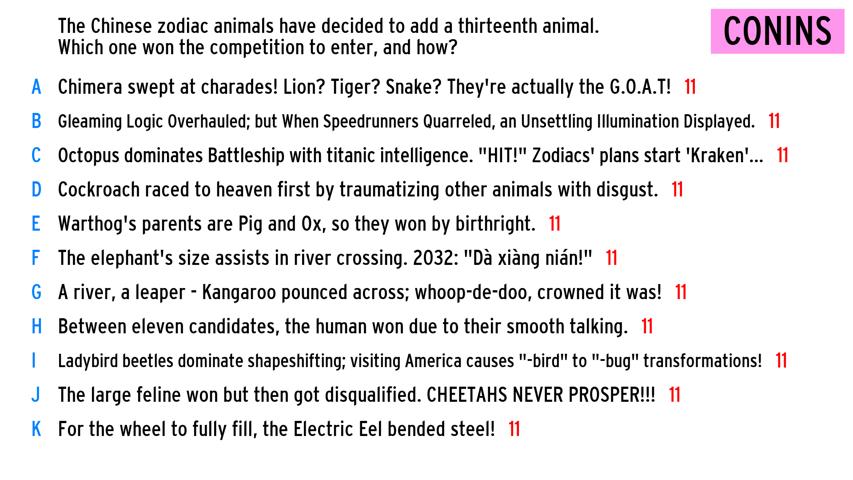 The Chinese zodiac animals have decided to add a thirteenth animal.
Which one won the competition to enter, and how?
CONINS
A Chimera swept at charades! Lion? Tiger? Snake? They're actually the G.O.A.T! 11
B Gleaming Logic Overhauled; but When Speedrunners Quarreled, an Unsettling Illumination Displayed. 11
C Octopus dominates Battleship with titanic intelligence. "HIT!" Zodiacs' plans start 'Kraken'... 11
D Cockroach raced to heaven first by traumatizing other animals with disgust. 11
E Warthog's parents are Pig and Ox, so they won by birthright. 11
F The elephant's size assists in river crossing. 2032: "Dà xiàng nián!" 11
G A river, a leaper - Kangaroo pounced across; whoop-de-doo, crowned it was! 11
H Between eleven candidates, the human won due to their smooth talking. 11
I Ladybird beetles dominate shapeshifting; visiting America causes "-bird" to "-bug" transformations! 11
J The large feline won but then got disqualified. CHEETAHS NEVER PROSPER!!! 11
K For the wheel to fully fill, the Electric Eel bended steel! 11